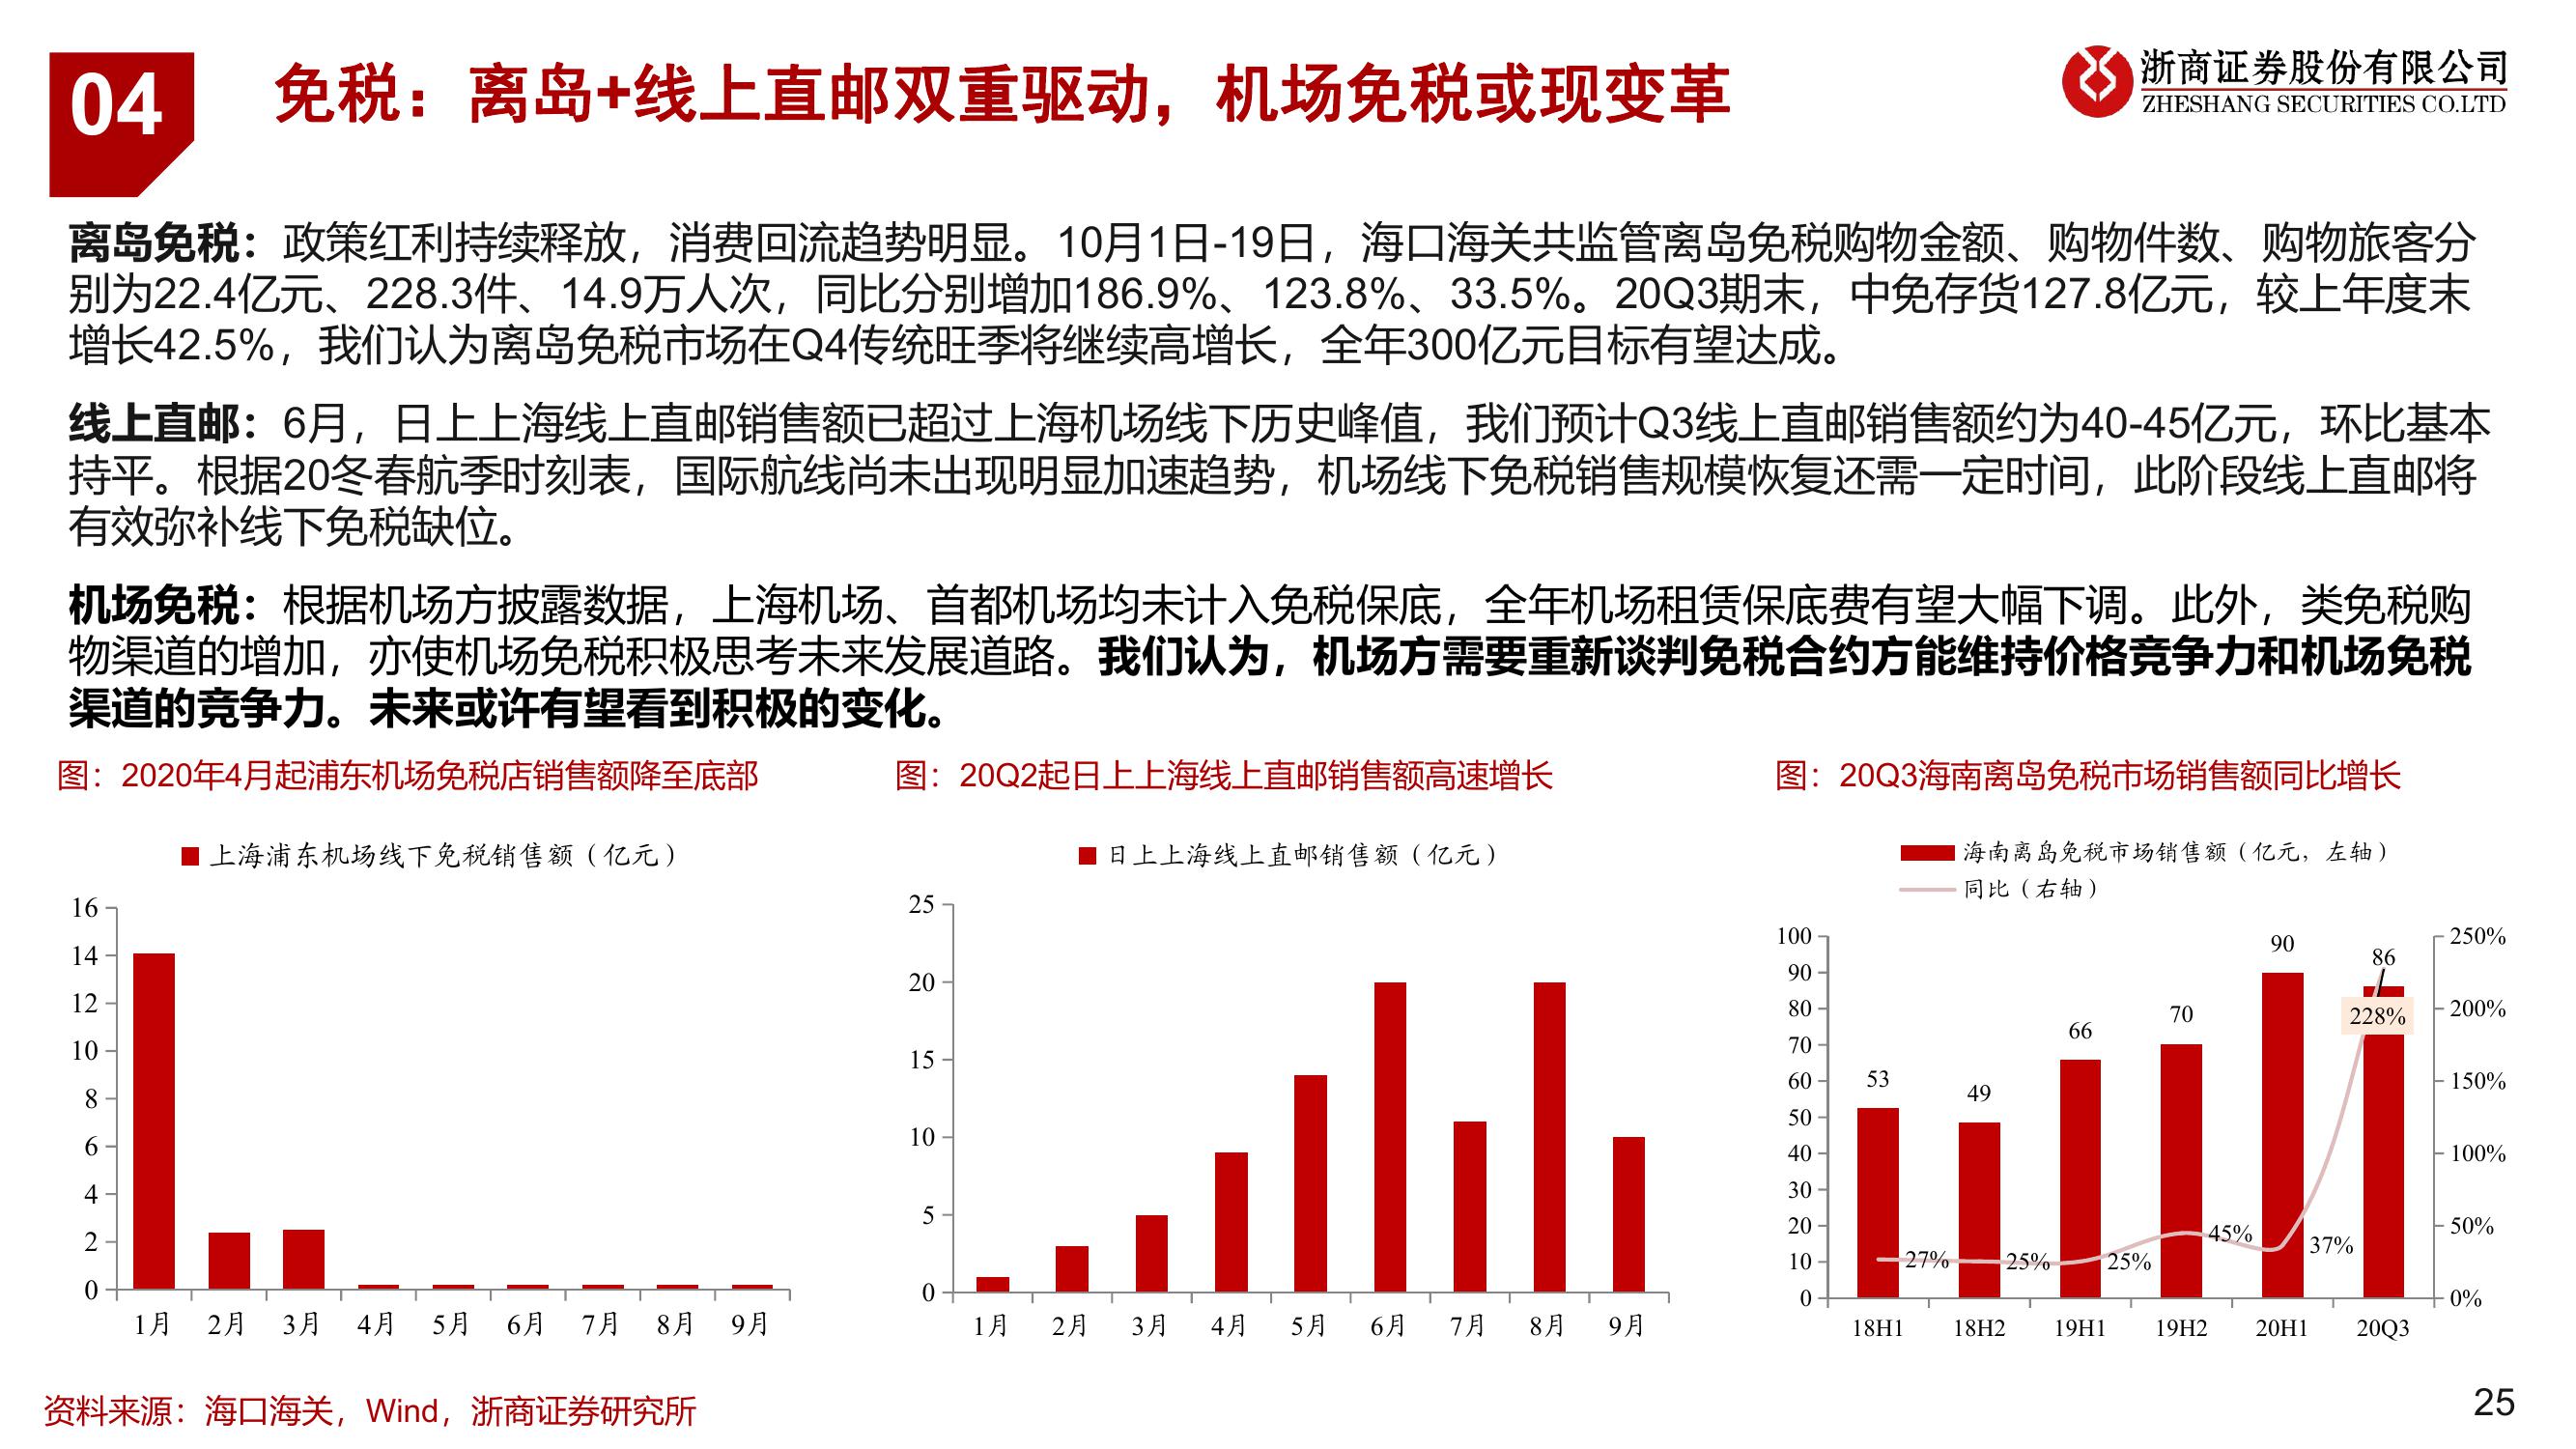 04
免税：离岛+线上直邮双重驱动，机场免税或现变革
浙商证券股份有限公司
ZHESHANG SECURITIES CO.LTD
离岛免税：政策红利持续释放，消费回流趋势明显。10月1日-19日，海口海关共监管离岛免税购物金额、购物件数、购物旅客分
别为22.4亿元、228.3件、14.9万人次，同比分别增加186.9%、123.8%、33.5%。20Q3期末，中免存货127.8亿元，较上年度末
增长42.5%，我们认为离岛免税市场在Q4传统旺季将继续高增长，全年300亿元目标有望达成。
线上直邮：6月，日上上海线上直邮销售额已超过上海机场线下历史峰值，我们预计Q3线上直邮销售额约为40-45亿元，环比基本
持平。根据20冬春航季时刻表，国际航线尚未出现明显加速趋势，机场线下免税销售规模恢复还需一定时间，此阶段线上直邮将
有效弥补线下免税缺位。
机场免税：根据机场方披露数据，上海机场、首都机场均未计入免税保底，全年机场租赁保底费有望大幅下调。此外，类免税购
物渠道的增加，亦使机场免税积极思考未来发展道路。我们认为，机场方需要重新谈判免税合约方能维持价格竞争力和机场免税
渠道的竞争力。未来或许有望看到积极的变化。
图：2020年4月起浦东机场免税店销售额降至底部
上海浦东机场线下免税销售额（亿元）
16
14
12
10
8
6
4
2
0
1月 2月 3月 4月 5月 6月 7月 8月 9月
图：20Q2起日上上海线上直邮销售额高速增长
日上上海线上直邮销售额（亿元）
25
20
15
10
5
0
1月 2月 3月 4月 5月 6月 7月 8月 9月
图：20Q3海南离岛免税市场销售额同比增长
海南离岛免税市场销售额（亿元，左轴）
同比（右轴）
100
90
80
70
60
50
40
30
20
10
0
250%
200%
150%
100%
50%
0%
53 49 66 70 90 86
27% 25% 25% 45% 37% 228%
18H1 18H2 19H1 19H2 20H1 20Q3
资料来源：海口海关，Wind，浙商证券研究所
25